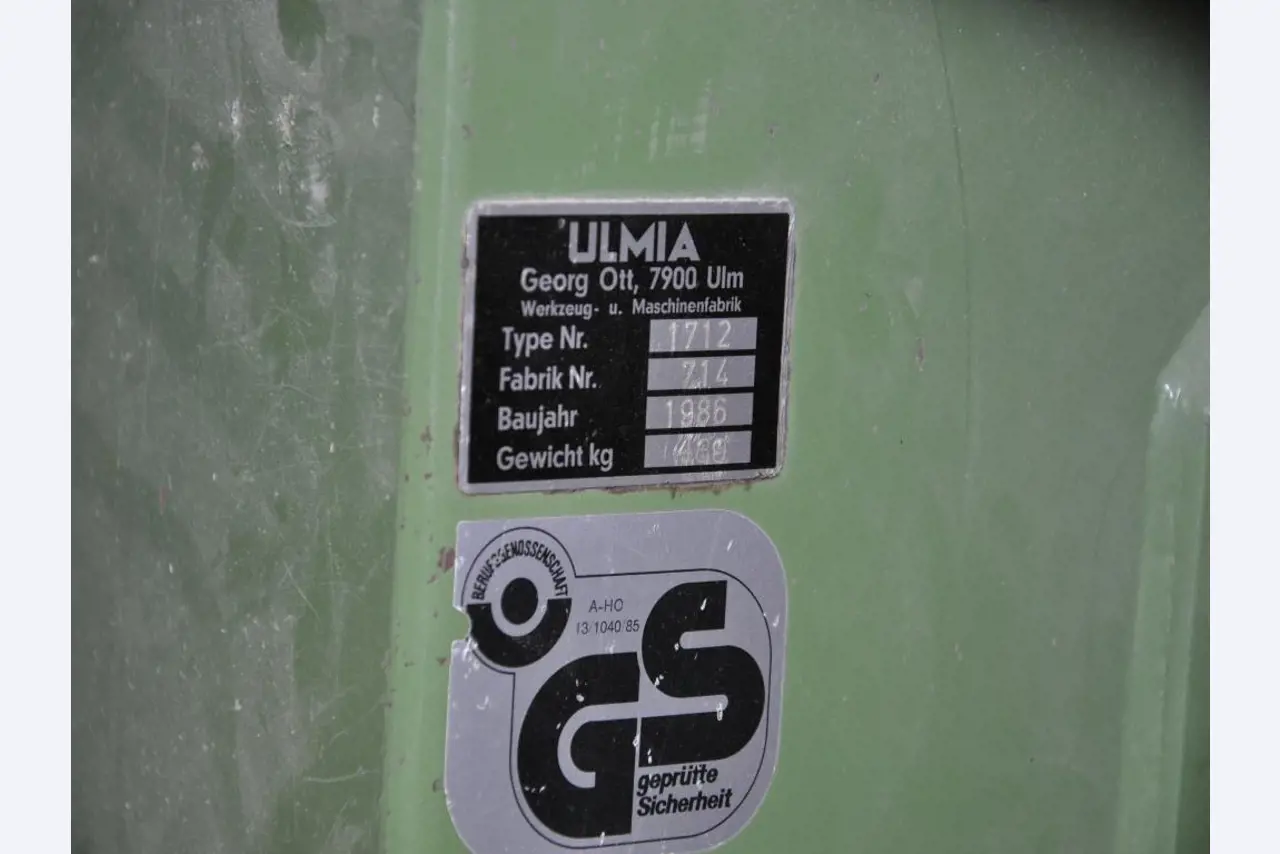 ULMIA
Georg Ott, 7900 Ulm
Werkzeug- u. Maschinenfabrik
Type Nr. 1712
Fabrik Nr. 714
Baujahr 1986
Gewicht kg
BERUFSGENOSSENSCHAFT
A-HO
13/1040/85
GS
geprüfte
Sicherheit